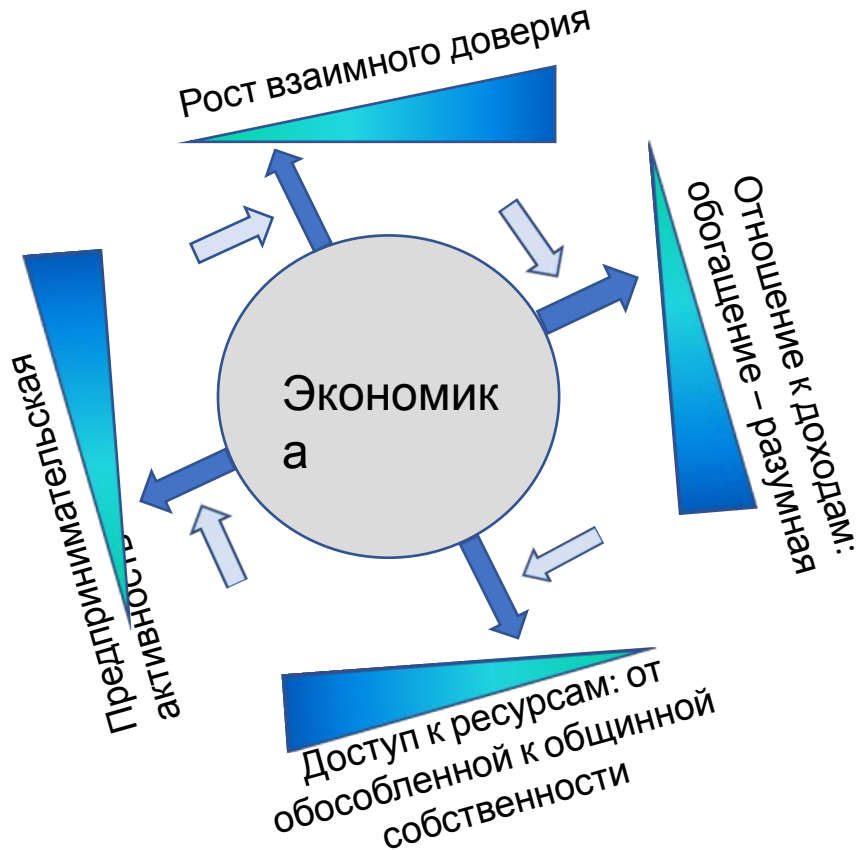 Рост взаимного доверия
Отношение к доходам:
обогащение – разумная
Экономик
а
Предпринимательская
активность
Доступ к ресурсам: от
обособленной к общинной
собственности